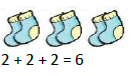 2 + 2 + 2 = 6